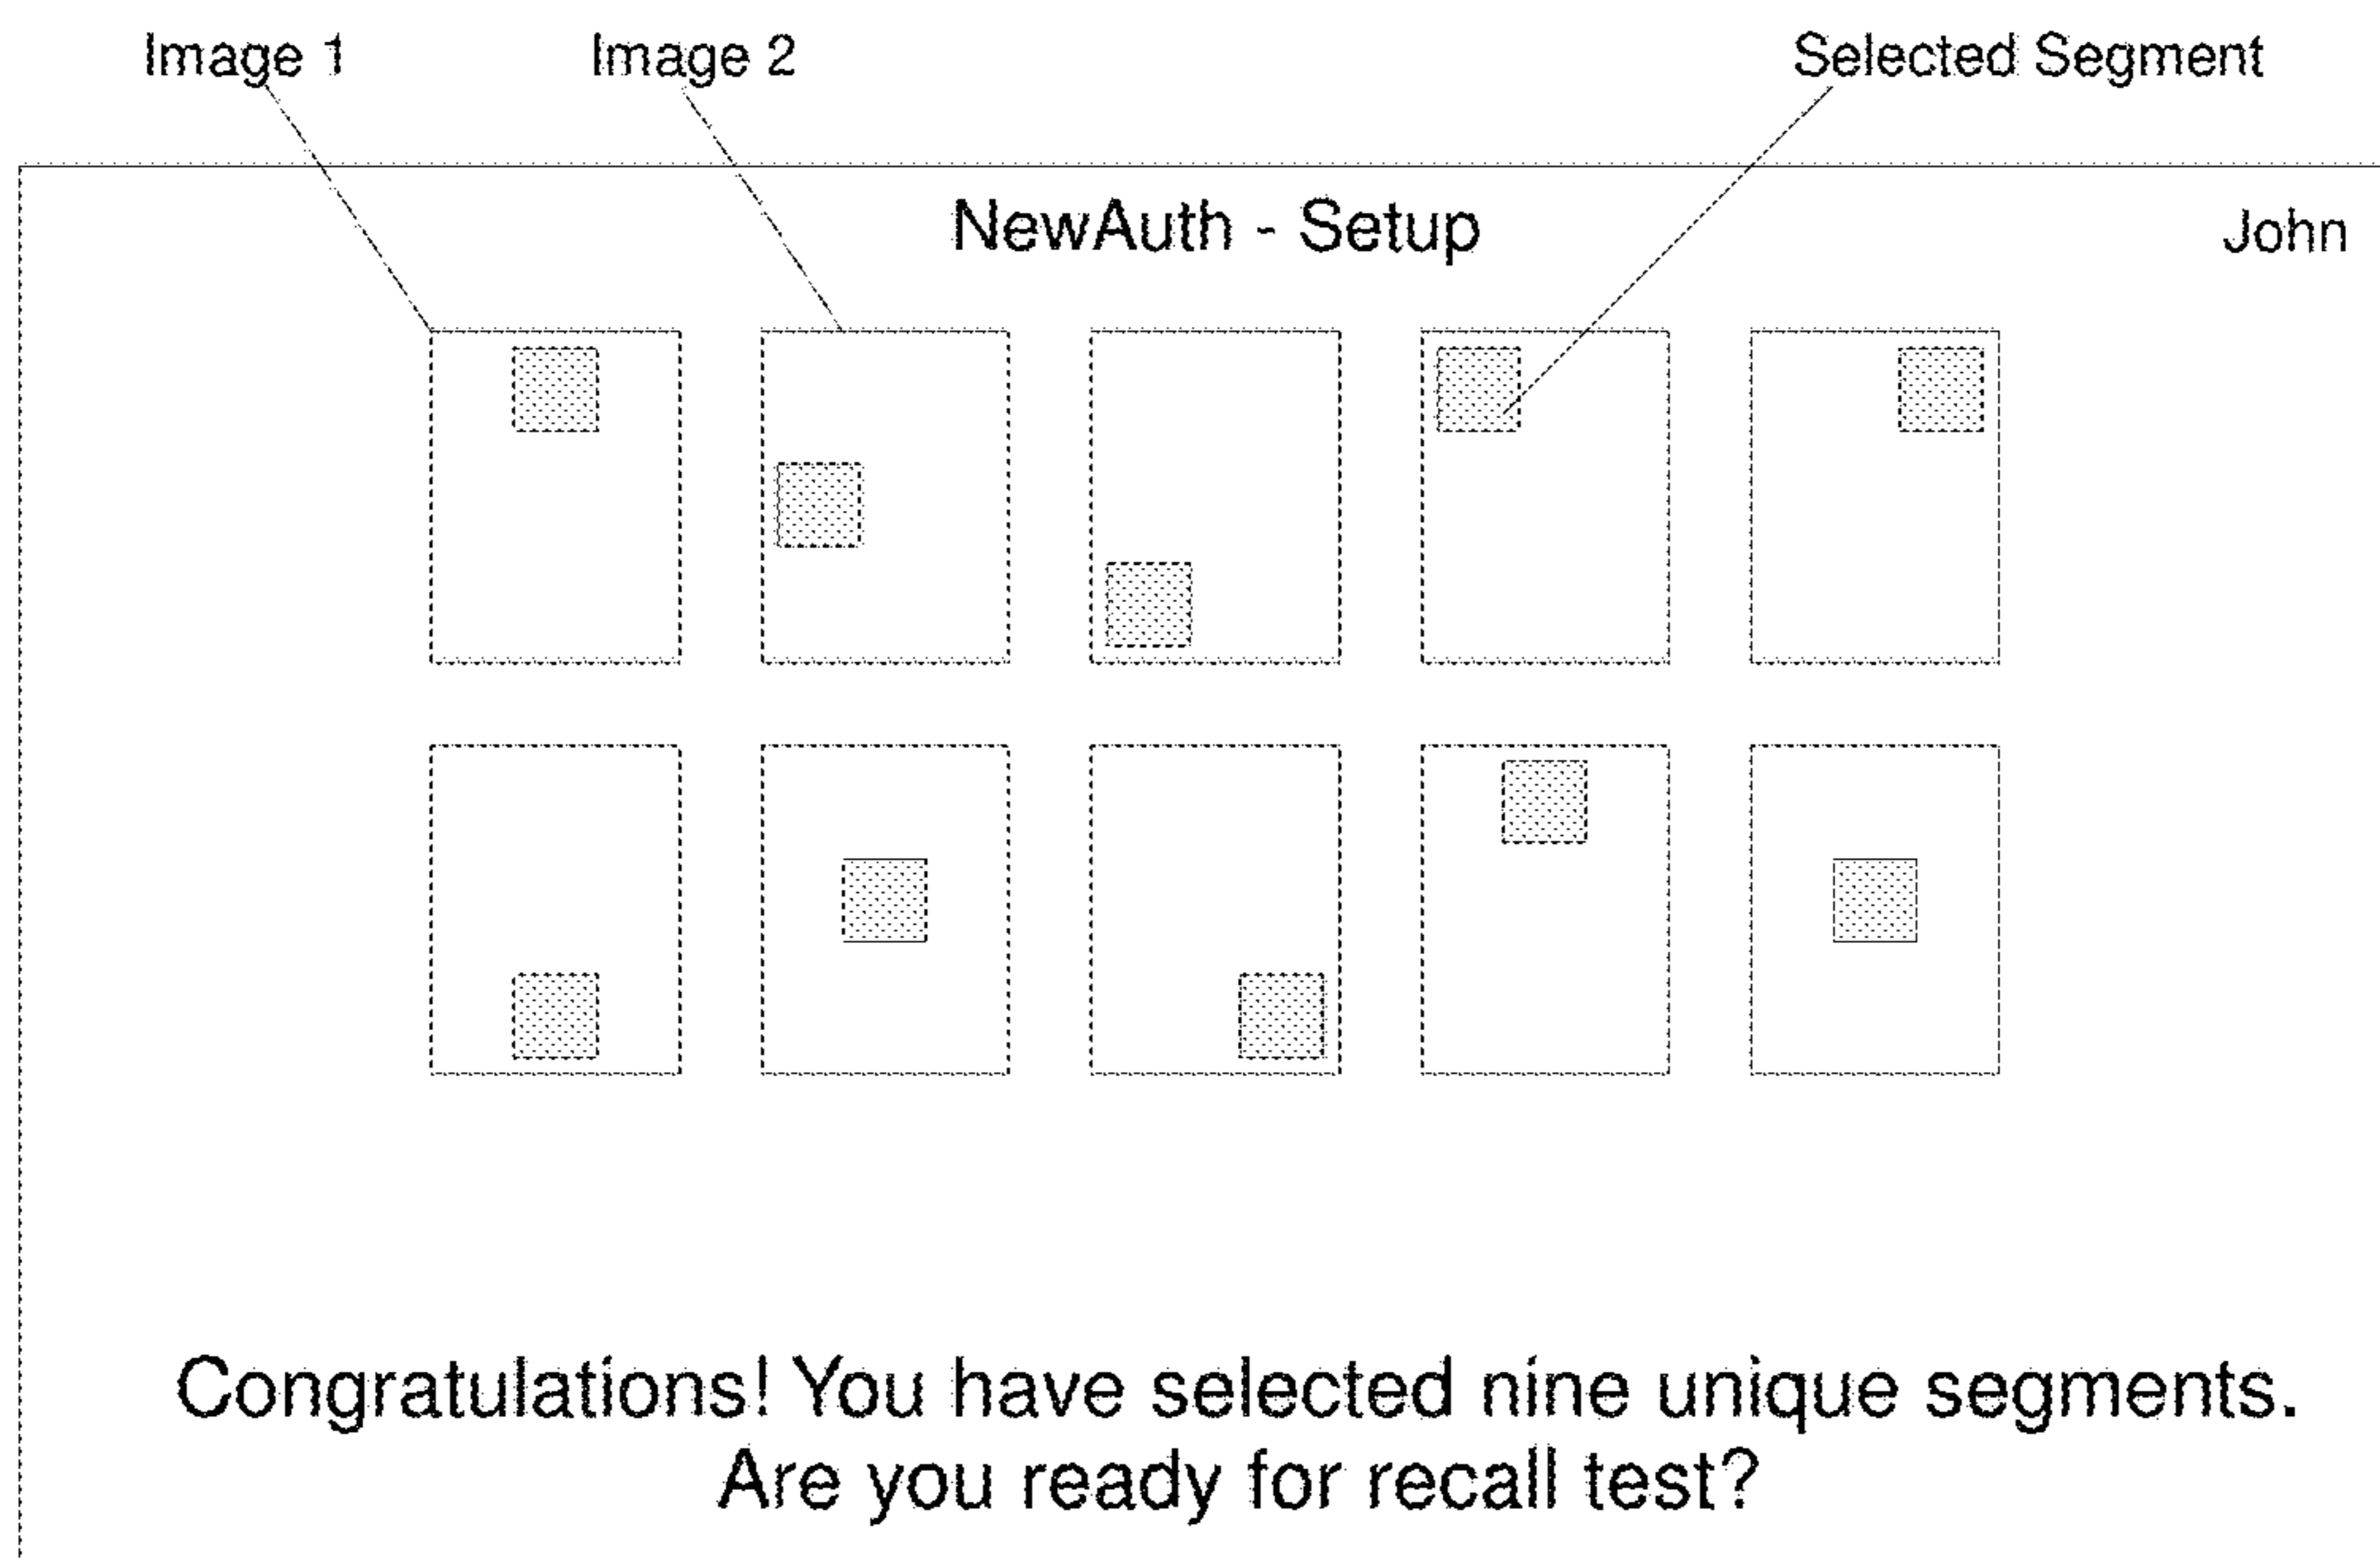 Image 1
Image 2
Selected Segment
NewAuth - Setup
John
Congratulations! You have selected nine unique segments.
Are you ready for recall test?